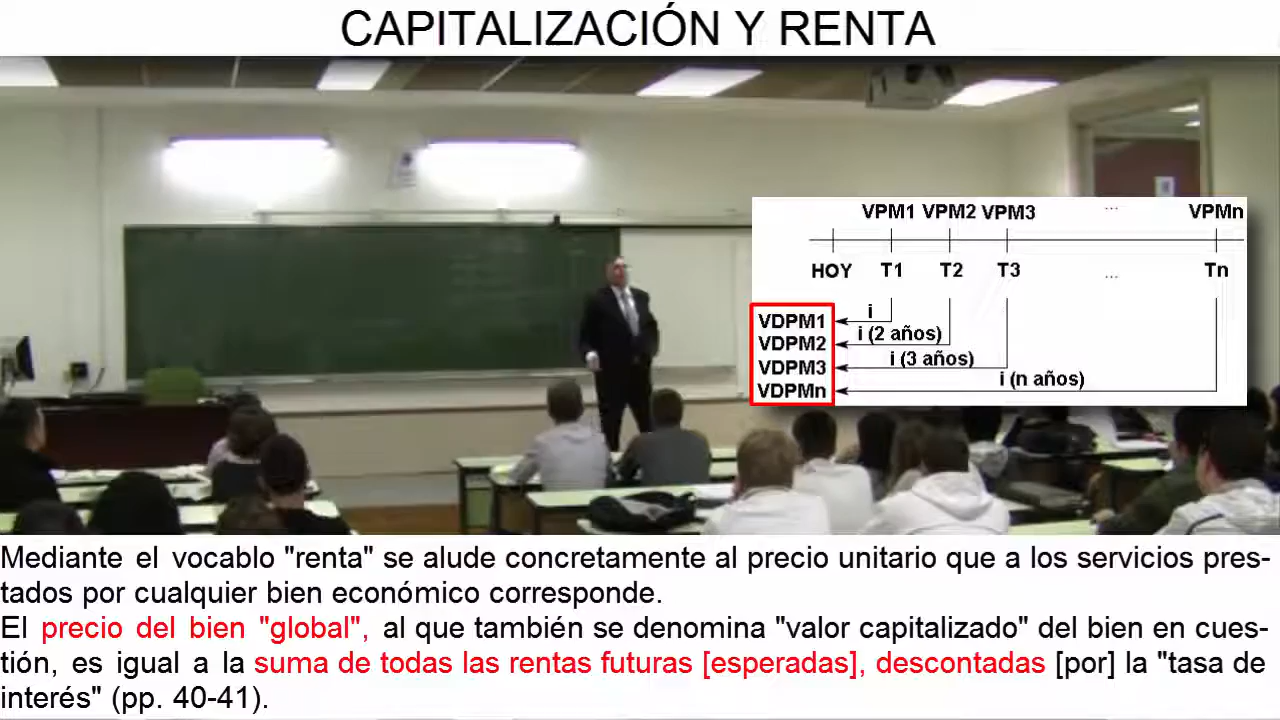 CAPITALIZACIÓN Y RENTA
VPM1 VPM2 VPM3 ... VPMn
HOY T1 T2 T3 ... Tn
VDPM1 i
VDPM2 i (2 años)
VDPM3 i (3 años)
VDPMn i (n años)
Mediante el vocablo "renta" se alude concretamente al precio unitario que a los servicios pres-
tados por cualquier bien económico corresponde.
El precio del bien "global", al que también se denomina "valor capitalizado" del bien en cues-
tión, es igual a la suma de todas las rentas futuras [esperadas], descontadas [por] la "tasa de
interés" (pp. 40-41).